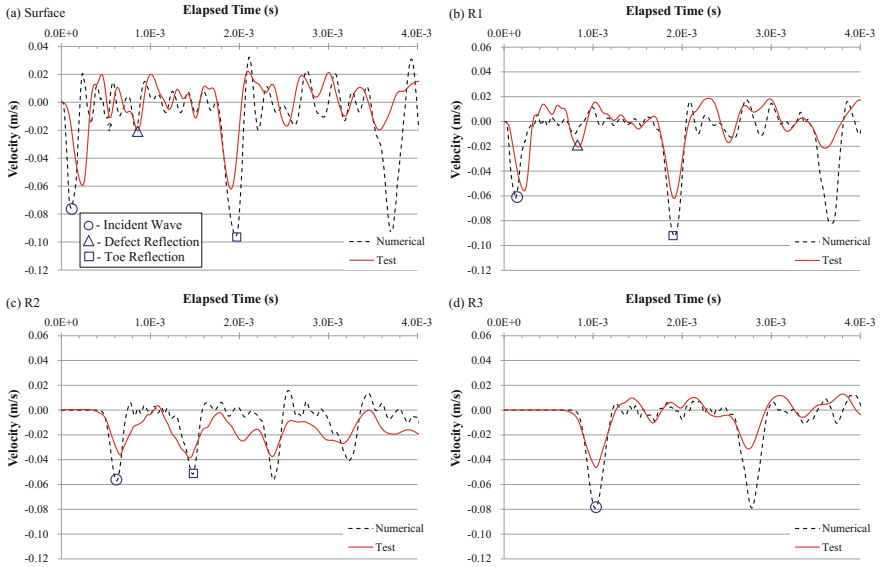 (a) Surface
Elapsed Time (s)
0.0E+0 1.0E-3 2.0E-3 3.0E-3 4.0E-3
0.04
0.02
0.00
-0.02
-0.04
-0.06
-0.08
-0.10
-0.12
Velocity (m/s)
- Incident Wave
- Defect Reflection
- Toe Reflection
Numerical
Test
(b) R1
Elapsed Time (s)
0.0E+0 1.0E-3 2.0E-3 3.0E-3 4.0E-3
0.06
0.04
0.02
0.00
-0.02
-0.04
-0.06
-0.08
-0.10
-0.12
Velocity (m/s)
Numerical
Test
(c) R2
Elapsed Time (s)
0.0E+0 1.0E-3 2.0E-3 3.0E-3 4.0E-3
0.06
0.04
0.02
0.00
-0.02
-0.04
-0.06
-0.08
-0.10
-0.12
Velocity (m/s)
Numerical
Test
(d) R3
Elapsed Time (s)
0.0E+0 1.0E-3 2.0E-3 3.0E-3 4.0E-3
0.06
0.04
0.02
0.00
-0.02
-0.04
-0.06
-0.08
-0.10
-0.12
Velocity (m/s)
Numerical
Test